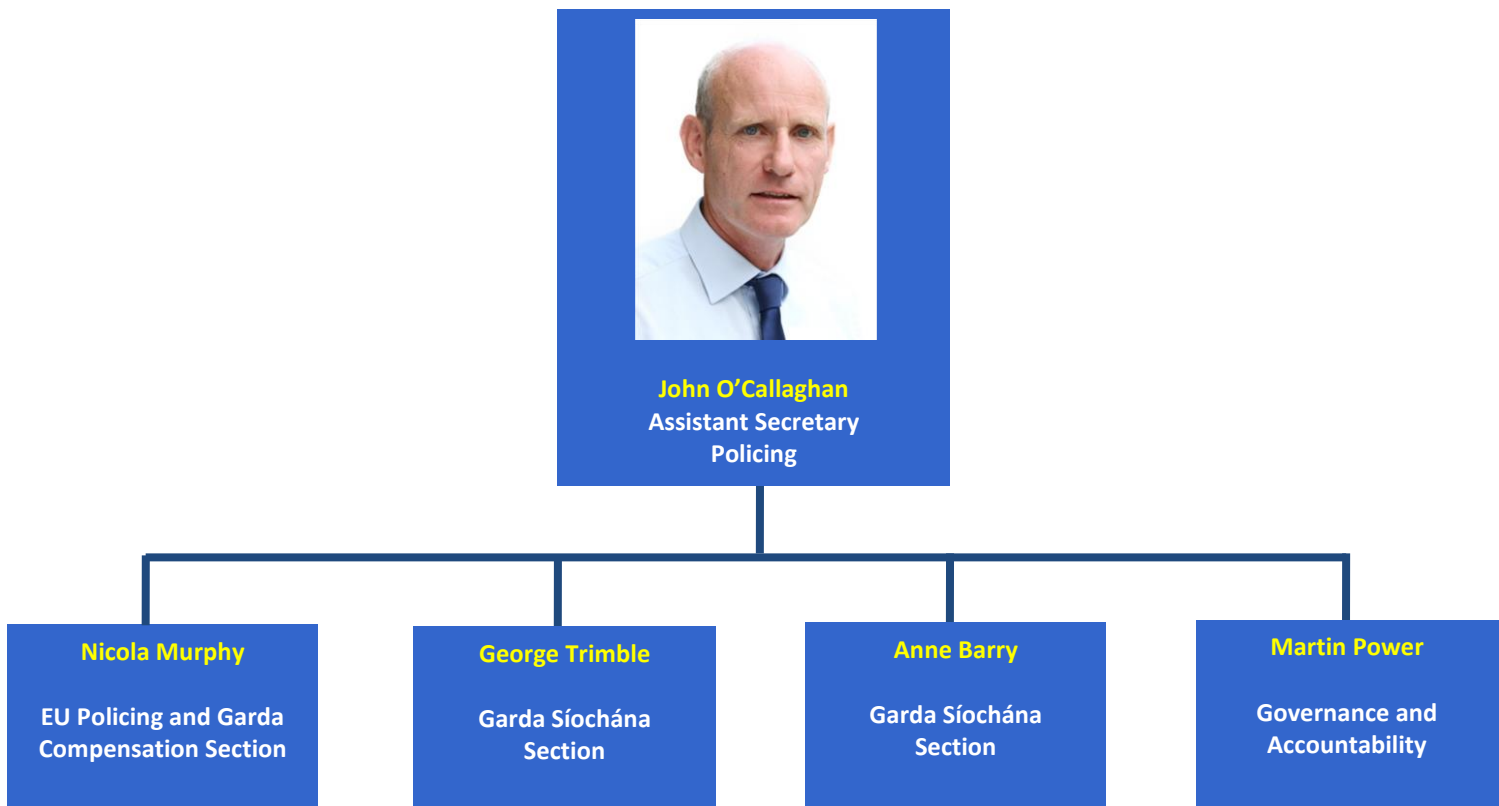 John O’Callaghan
Assistant Secretary
Policing
Nicola Murphy
EU Policing and Garda
Compensation Section
George Trimble
Garda Síochána
Section
Anne Barry
Garda Síochána
Section
Martin Power
Governance and
Accountability